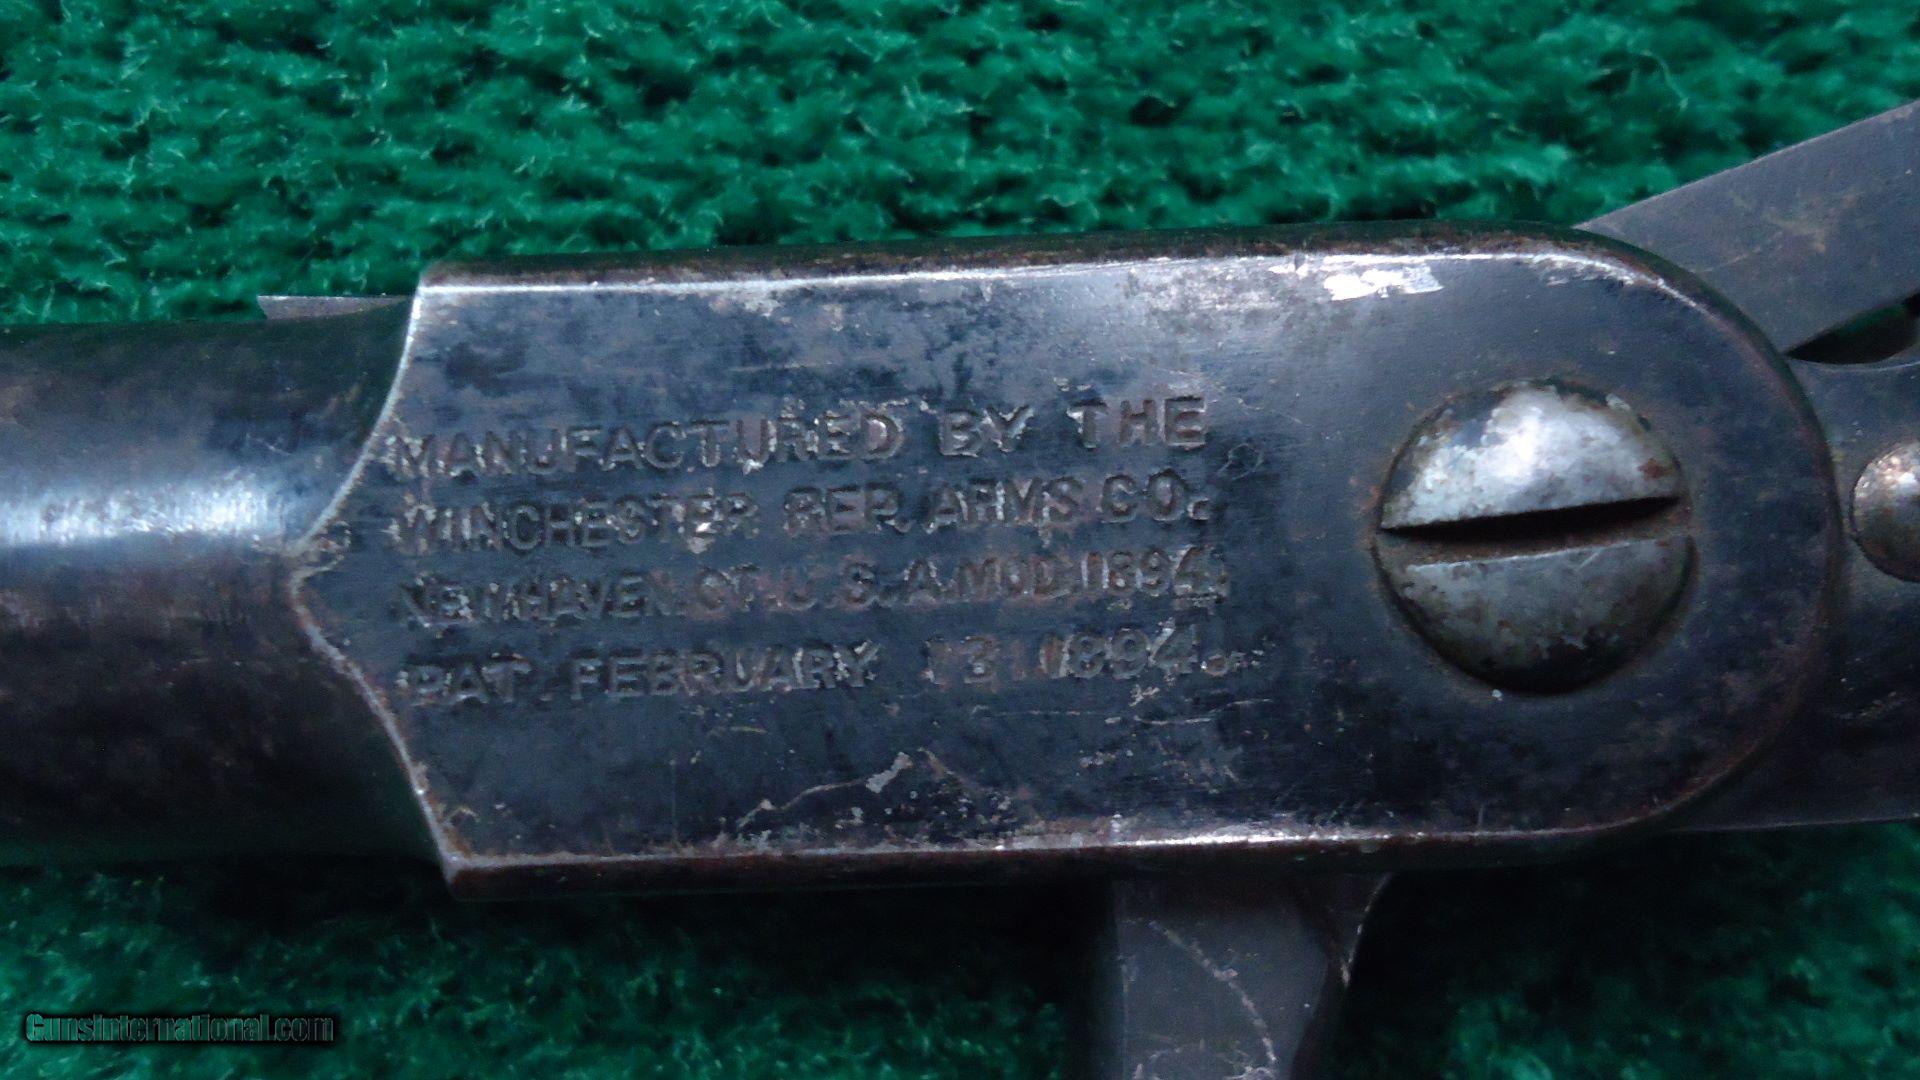 MANUFACTURED BY THE
WINCHESTER REP. ARMS CO.
NEW HAVEN. CT. U. S. A. MOD. 1894.
PAT. FEBRUARY 13 1894.
GunsInternational.com